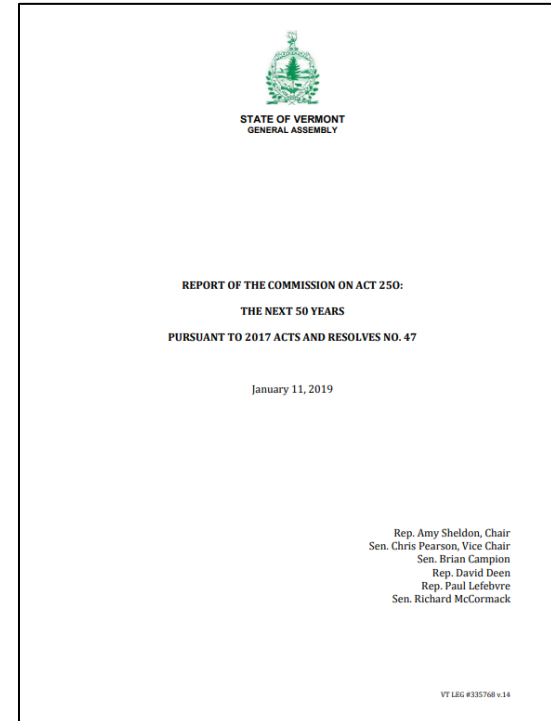 STATE OF VERMONT
GENERAL ASSEMBLY
REPORT OF THE COMMISSION ON ACT 25O:
THE NEXT 50 YEARS
PURSUANT TO 2017 ACTS AND RESOLVES NO. 47
January 11, 2019
Rep. Amy Sheldon, Chair
Sen. Chris Pearson, Vice Chair
Sen. Brian Campion
Rep. David Deen
Rep. Paul Lefebvre
Sen. Richard McCormack
VT LEG #335768 v.14